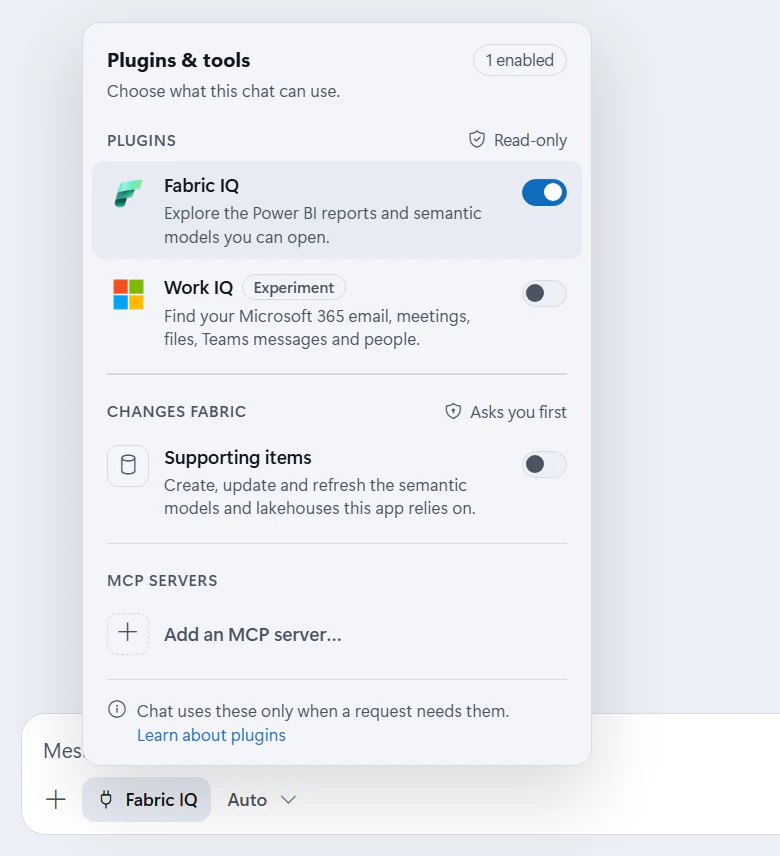 Plugins & tools
1 enabled
Choose what this chat can use.
PLUGINS
Read-only
Fabric IQ
Explore the Power BI reports and semantic
models you can open.
Work IQ
Experiment
Find your Microsoft 365 email, meetings,
files, Teams messages and people.
CHANGES FABRIC
Asks you first
Supporting items
Create, update and refresh the semantic
models and lakehouses this app relies on.
MCP SERVERS
Add an MCP server...
Chat uses these only when a request needs them.
Learn about plugins
Fabric IQ
Auto